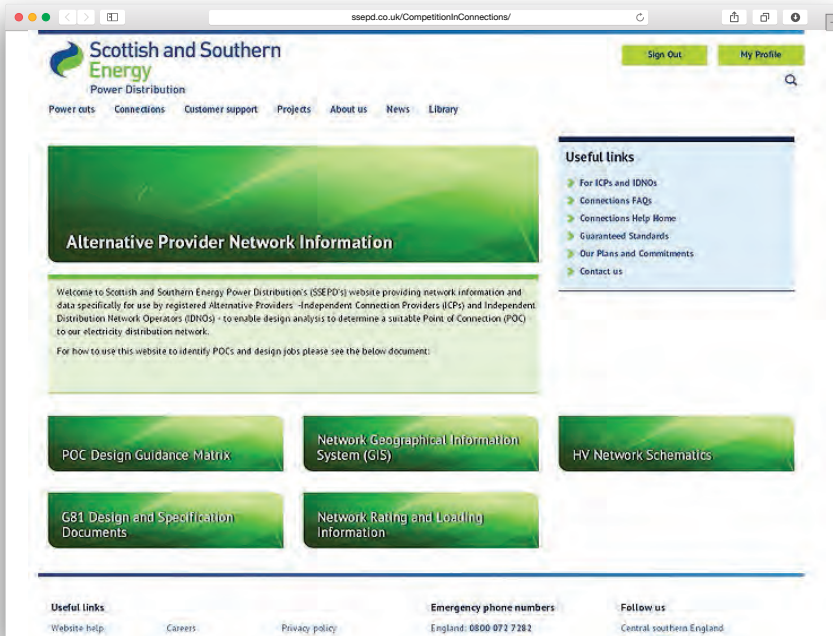 ssepd.co.uk/CompetitionInConnections/
Scottish and Southern
Energy
Power Distribution
Sign Out
My Profile
Power cuts Connections Customer support Projects About us News Library
Alternative Provider Network Information
Welcome to Scottish and Southern Energy Power Distribution's (SSEPD's) website providing network information and
data specifically for use by registered Alternative Providers -Independent Connection Providers (ICPs) and Independent
Distribution Network Operators (IDNOs) - to enable design analysis to determine a suitable Point of Connection (POC)
to our electricity distribution network.
For how to use this website to identify POCs and design jobs please see the below document:
Useful links
For ICPs and IDNOs
Connections FAQs
Connections Help Home
Guaranteed Standards
Our Plans and Commitments
Contact us
POC Design Guidance Matrix
Network Geographical Information
System (GIS)
HV Network Schematics
G81 Design and Specification
Documents
Network Rating and Loading
Information
Useful links
Website help Careers Privacy policy
Emergency phone numbers
England: 0800 072 7282
Follow us
Central southern England